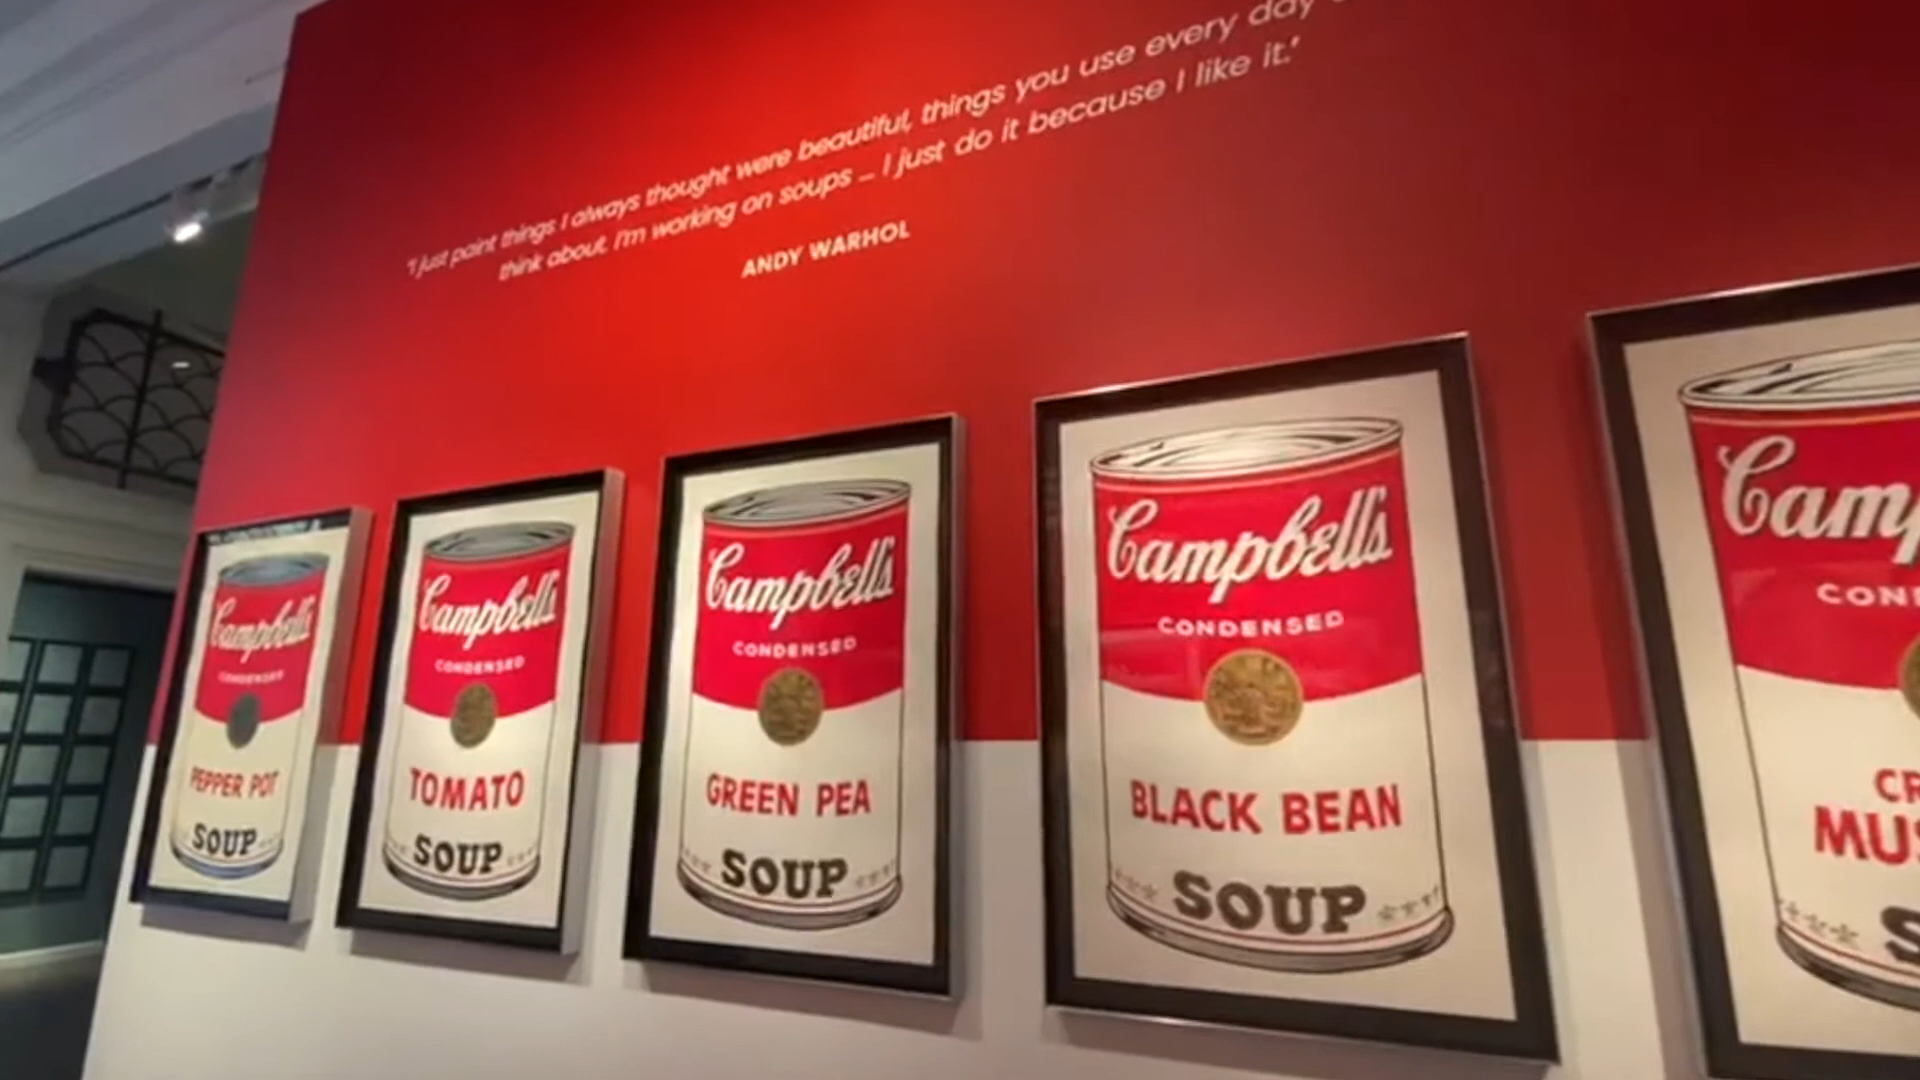 "I just paint things I always thought were beautiful, things you use every day
think about. I'm working on soups ... I just do it because I like it."
ANDY WARHOL
Campbell's
CONDENSED
PEPPER POT
SOUP
Campbell's
CONDENSED
TOMATO
SOUP
Campbell's
CONDENSED
GREEN PEA
SOUP
Campbell's
CONDENSED
BLACK BEAN
SOUP
Camp
CON
CR
MUS
S